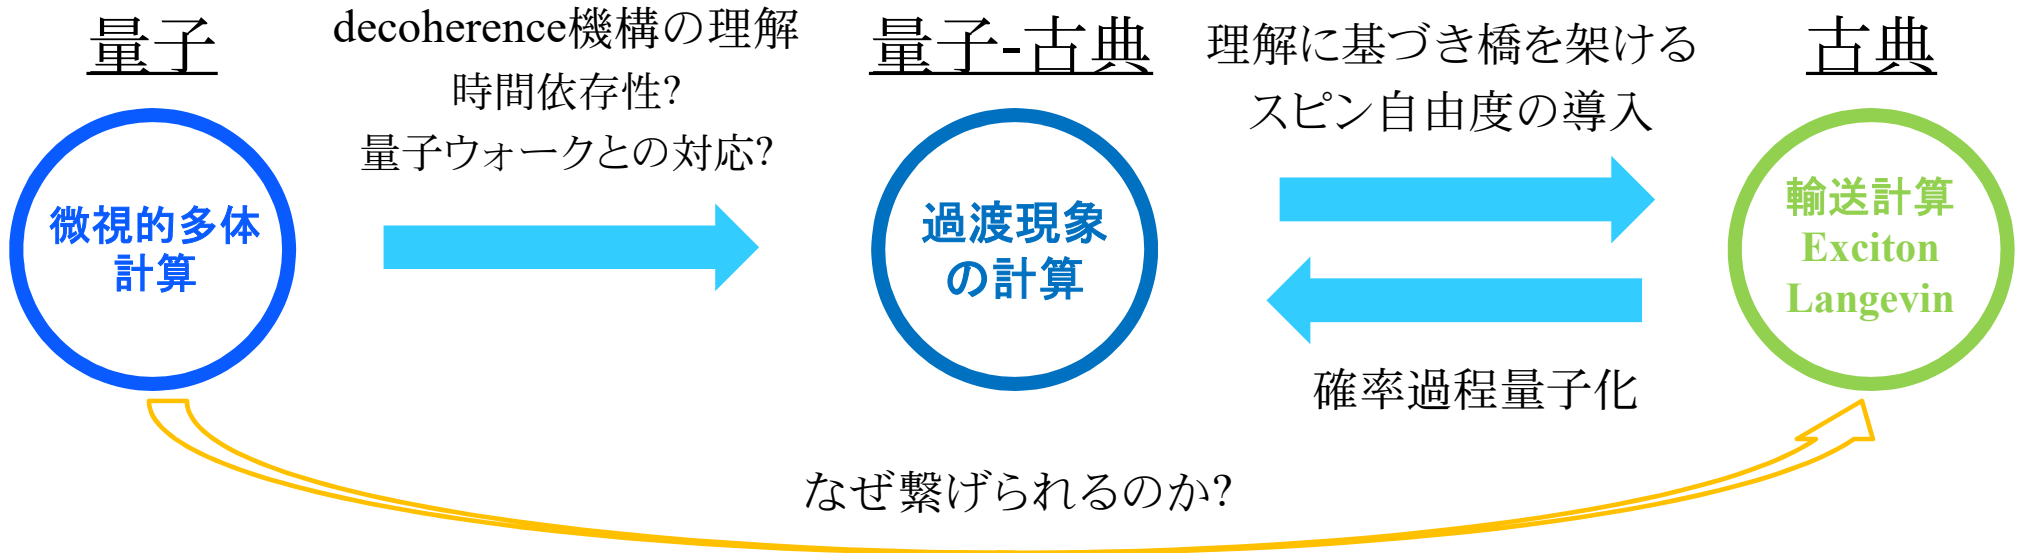 量子
decoherence機構の理解
時間依存性?
量子ウォークとの対応?
量子-古典
理解に基づき橋を架ける
スピン自由度の導入
古典
微視的多体
計算
過渡現象
の計算
輸送計算
Exciton
Langevin
確率過程量子化
なぜ繋げられるのか?